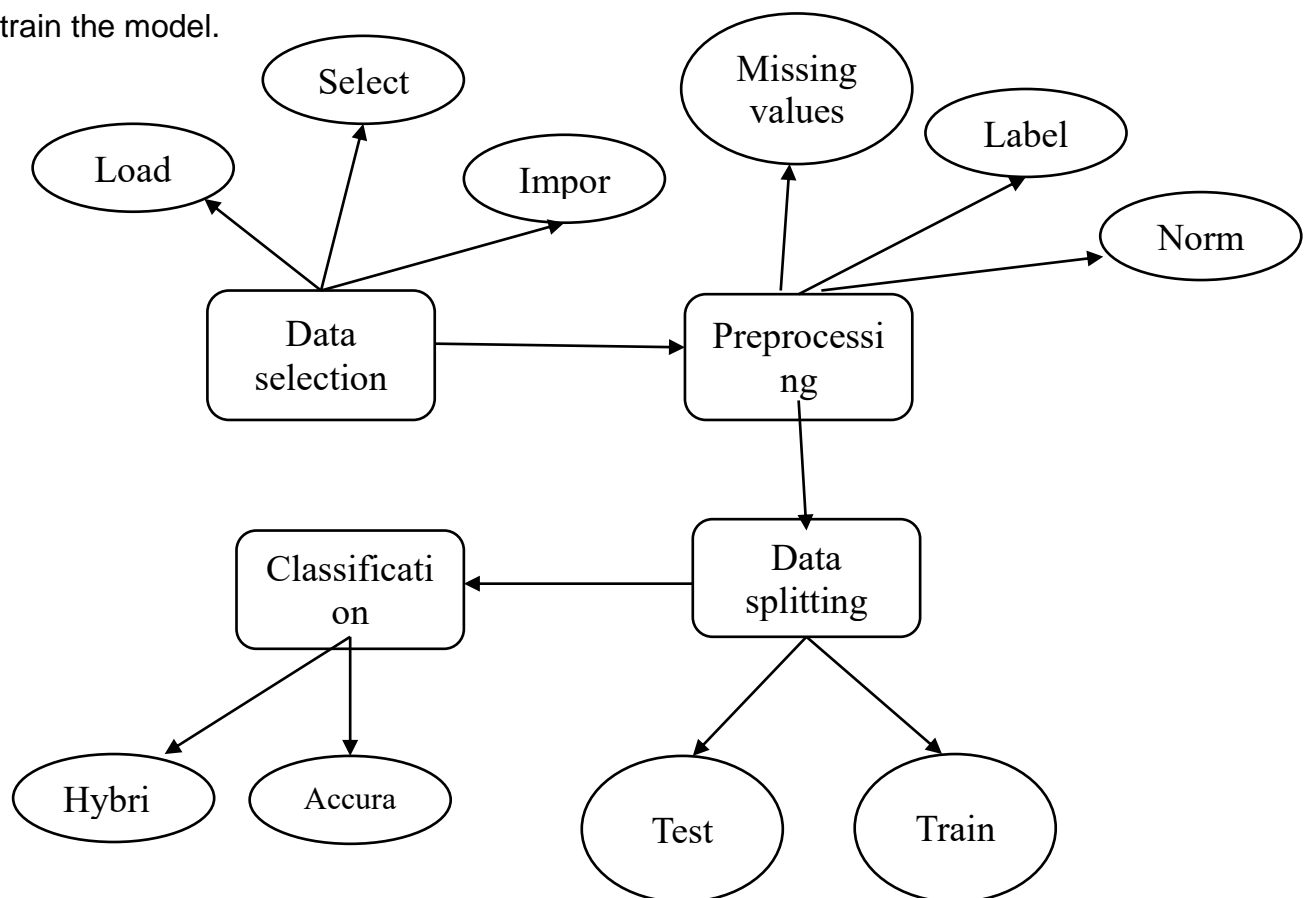 train the model.
Select
Missing
values
Label
Load
Impor
Norm
Data
selection
Preprocessi
ng
Classificati
on
Data
splitting
Hybri
Accura
Test
Train